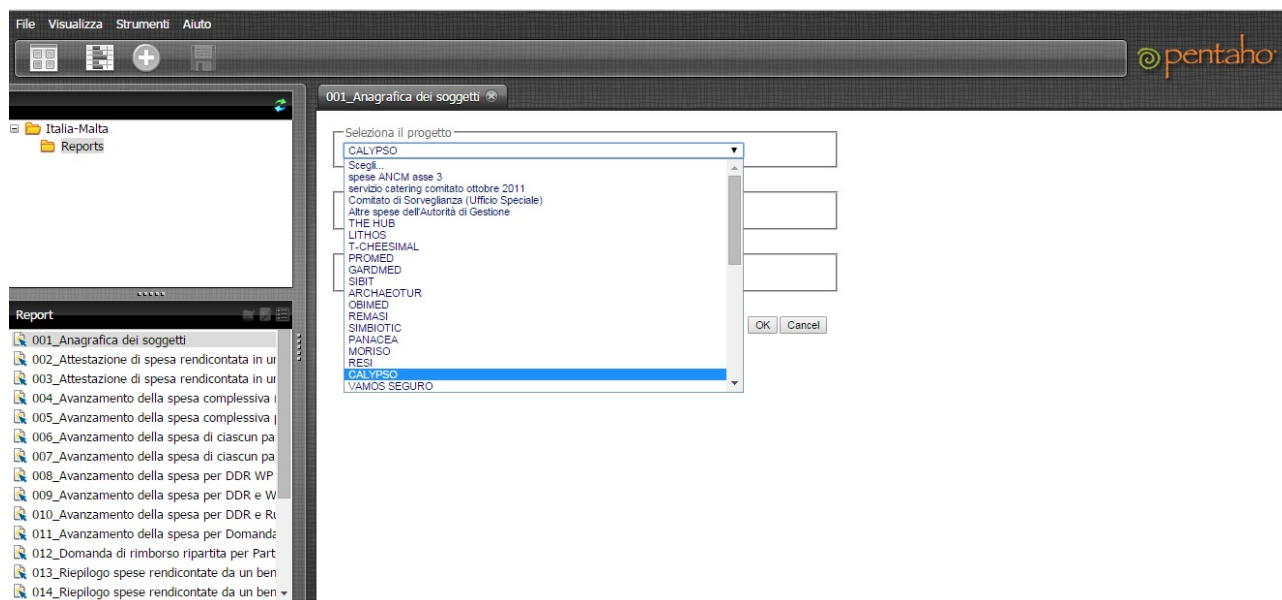 File Visualizza Strumenti Aiuto
pentaho
001_Anagrafica dei soggetti
Italia-Malta
Reports
Seleziona il progetto
CALYPSO
Scegli...
spese ANCM asse 3
servizio catering comitato ottobre 2011
Comitato di Sorveglianza (Ufficio Speciale)
Altre spese dell'Autorità di Gestione
THE HUB
LITHOS
T-CHEESIMAL
PROMED
GARDMED
SIBIT
ARCHAEOTUR
OBIMED
REMASI
SIMBIOTIC
PANACEA
MORISO
RESI
CALYPSO
VAMOS SEGURO
OK Cancel
Report
001_Anagrafica dei soggetti
002_Attestazione di spesa rendicontata in un
003_Attestazione di spesa rendicontata in un
004_Avanzamento della spesa complessiva (
005_Avanzamento della spesa complessiva p
006_Avanzamento della spesa di ciascun pa
007_Avanzamento della spesa di ciascun pa
008_Avanzamento della spesa per DDR WP
009_Avanzamento della spesa per DDR e W
010_Avanzamento della spesa per DDR e Ru
011_Avanzamento della spesa per Domanda
012_Domanda di rimborso ripartita per Part
013_Riepilogo spese rendicontate da un ben
014_Riepilogo spese rendicontate da un ben